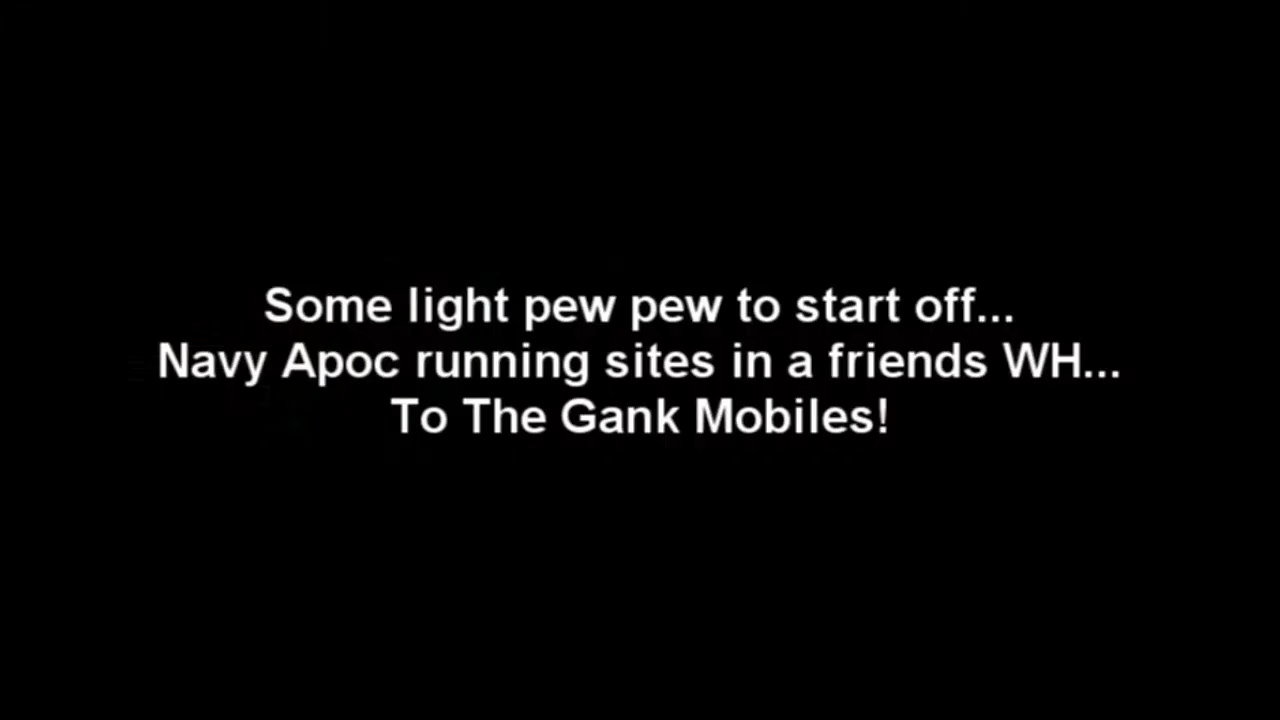 Some light pew pew to start off...
Navy Apoc running sites in a friends WH...
To The Gank Mobiles!